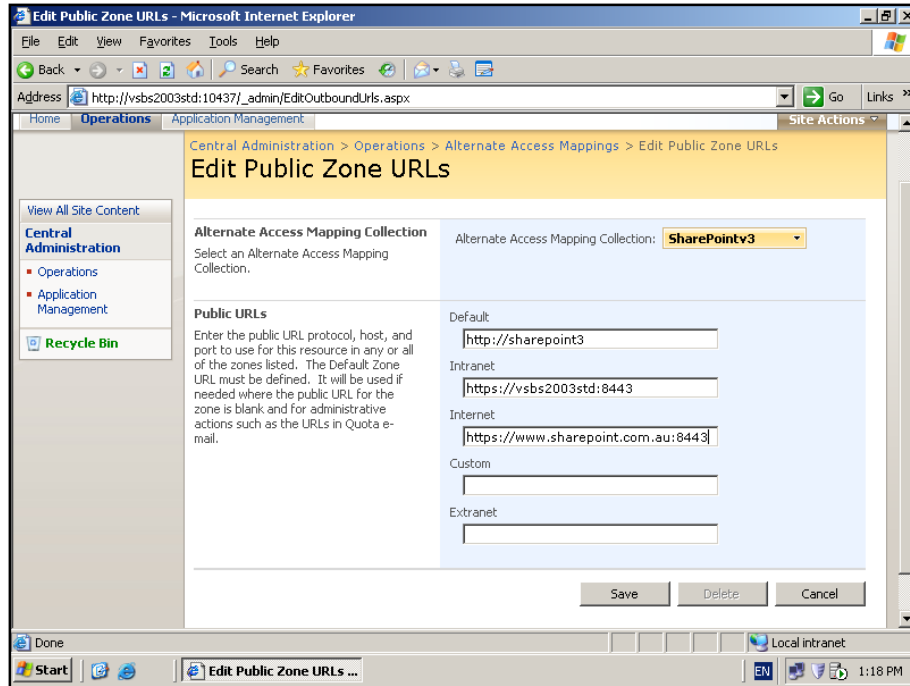 Edit Public Zone URLs - Microsoft Internet Explorer
File Edit View Favorites Tools Help
Back Search Favorites
Address http://vsbs2003std:10437/_admin/EditOutboundUrls.aspx Go Links »
Home Operations Application Management Site Actions
Central Administration > Operations > Alternate Access Mappings > Edit Public Zone URLs
Edit Public Zone URLs
View All Site Content
Central
Administration
Operations
Application
Management
Recycle Bin
Alternate Access Mapping Collection
Select an Alternate Access Mapping
Collection.
Alternate Access Mapping Collection: SharePointv3
Public URLs
Enter the public URL protocol, host, and
port to use for this resource in any or all
of the zones listed. The Default Zone
URL must be defined. It will be used if
needed where the public URL for the
zone is blank and for administrative
actions such as the URLs in Quota e-
mail.
Default
http://sharepoint3
Intranet
https://vsbs2003std:8443
Internet
https://www.sharepoint.com.au:8443
Custom
Extranet
Save Delete Cancel
Done Local intranet
Start Edit Public Zone URLs ... EN 1:18 PM